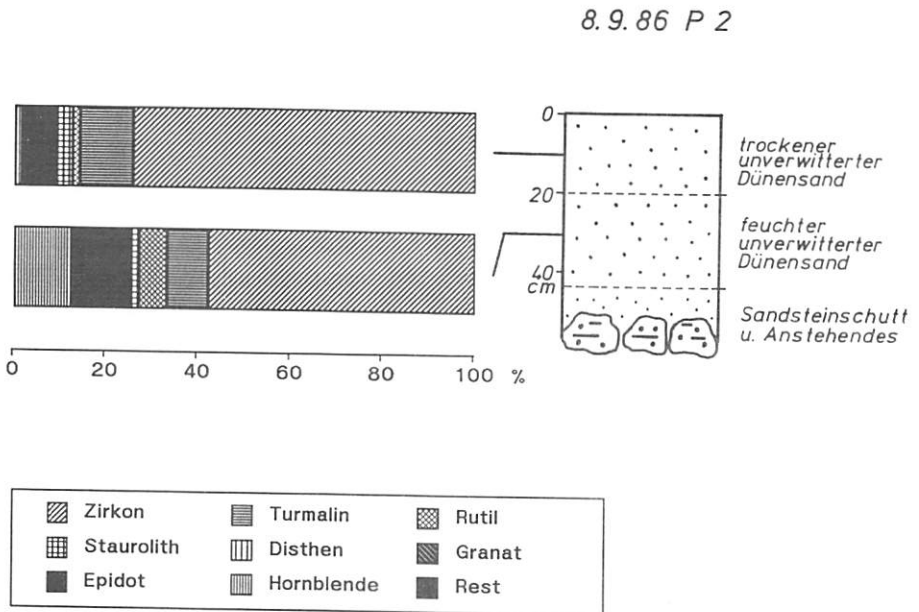 8.9.86 P 2
0
trockener
unverwitterter
Dünensand
20
feuchter
unverwitterter
Dünensand
40
cm
Sandsteinschutt
u. Anstehendes
0 20 40 60 80 100 %
Zirkon Turmalin Rutil
Staurolith Disthen Granat
Epidot Hornblende Rest